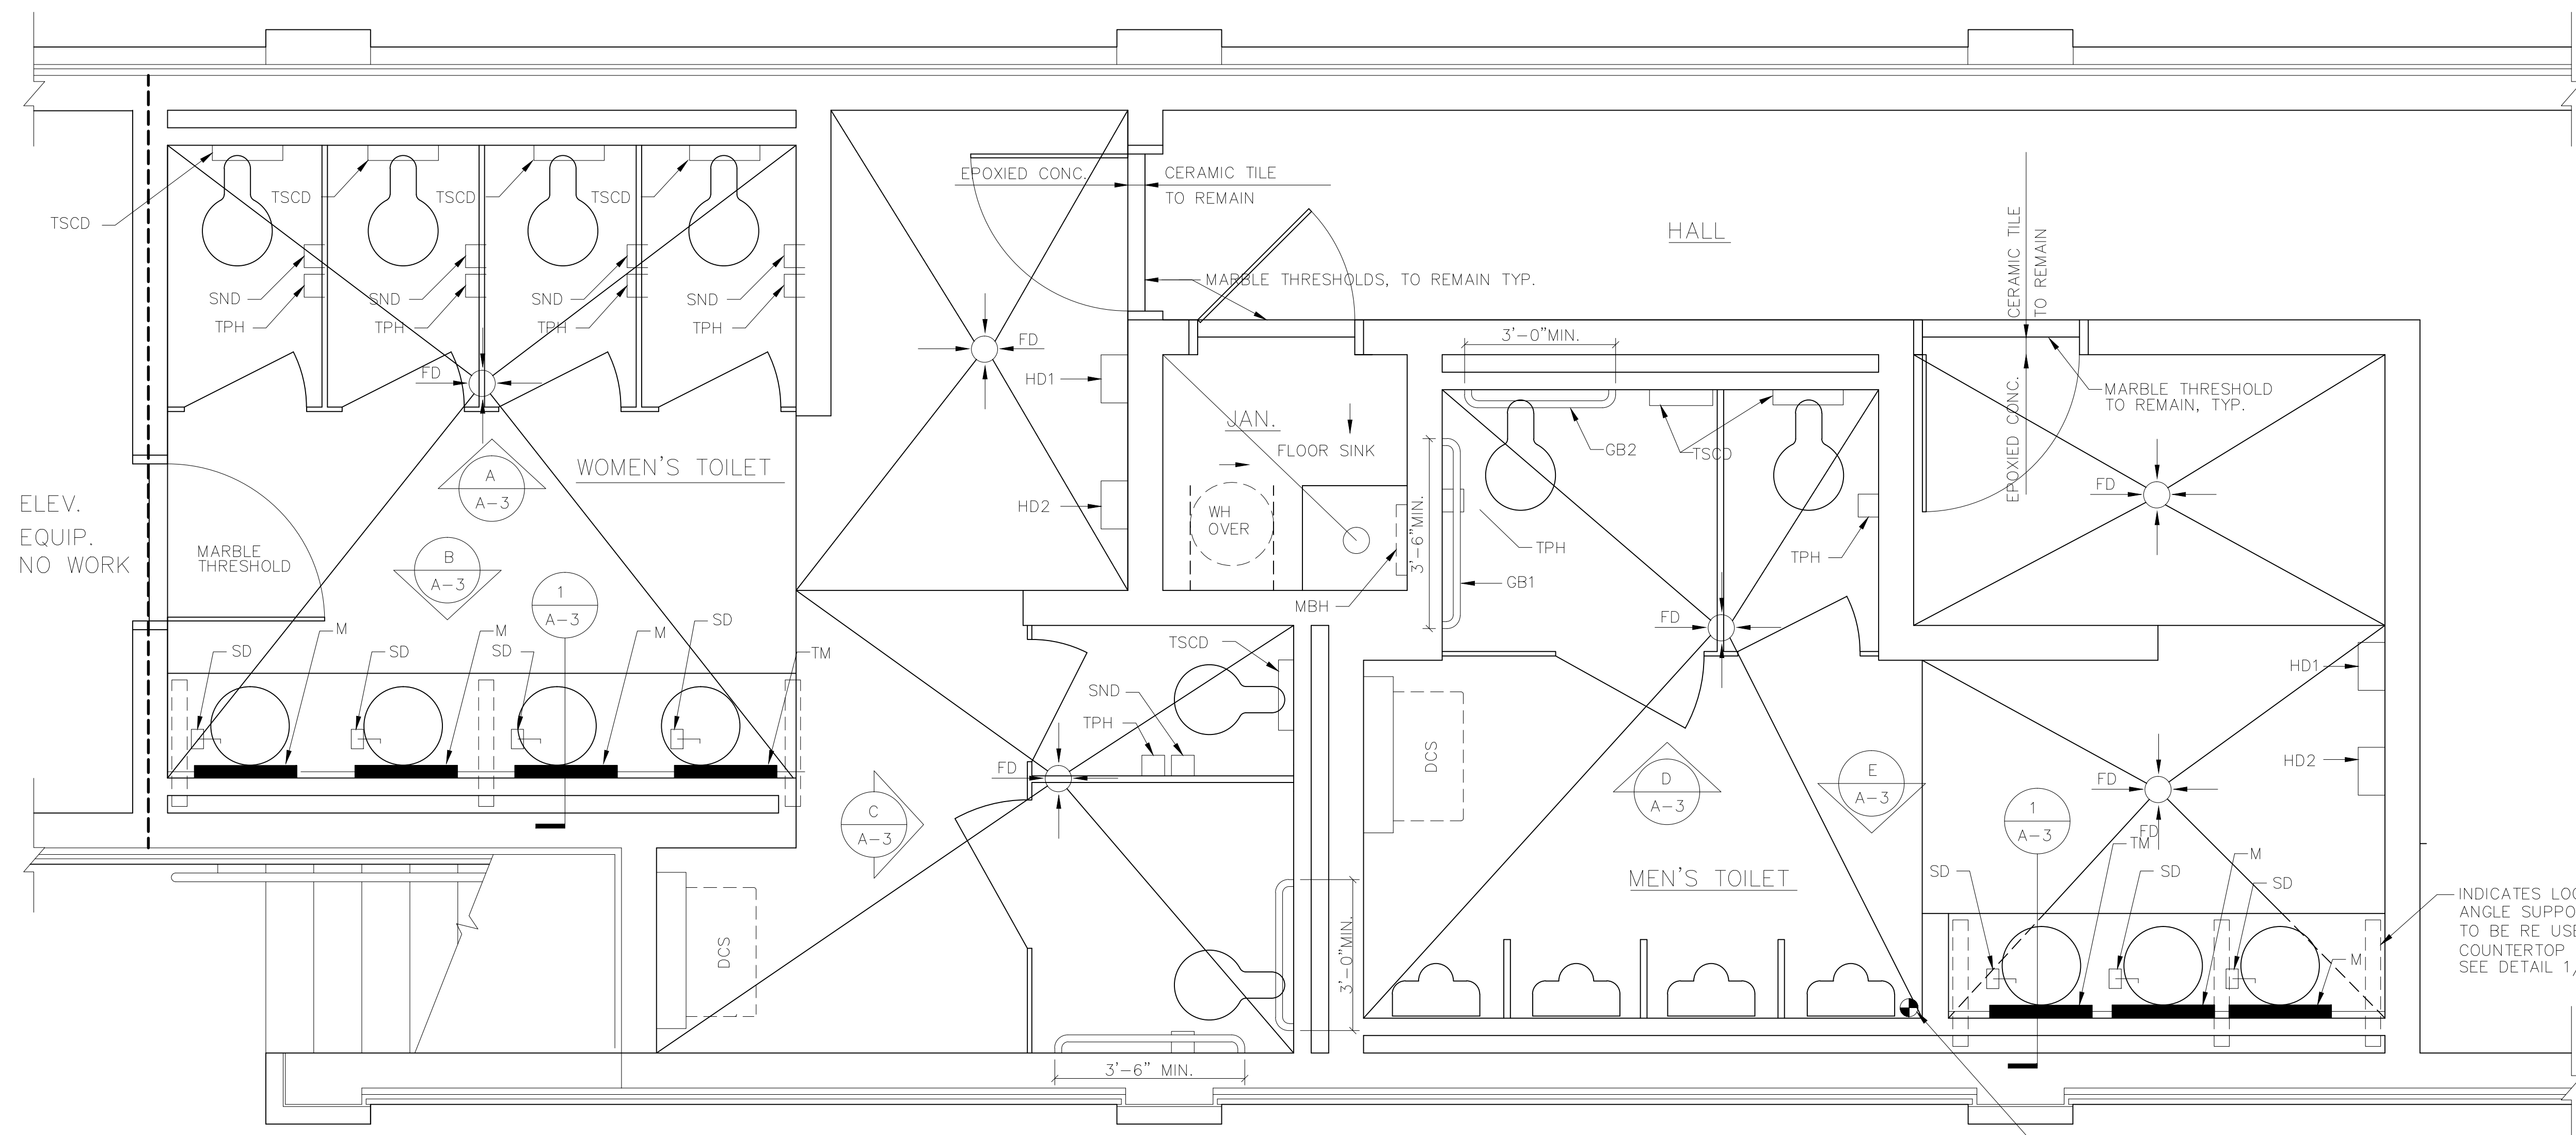 TSCD
TSCD
TSCD
TSCD
SND
SND
SND
SND
TPH
TPH
TPH
TPH
FD
A
A-3
WOMEN'S TOILET
B
A-3
1
A-3
ELEV.
EQUIP.
NO WORK
MARBLE
THRESHOLD
SD
M
SD
M
SD
M
SD
TM
EPOXIED CONC.
CERAMIC TILE
TO REMAIN
MARBLE THRESHOLDS, TO REMAIN TYP.
FD
HD1
HD2
HALL
JAN.
FLOOR SINK
WH
OVER
MBH
3'-0"MIN.
GB2
TSCD
3'-6"MIN.
TPH
GB1
TPH
FD
CERAMIC TILE
TO REMAIN
EPOXIED CONC.
MARBLE THRESHOLD
TO REMAIN, TYP.
FD
HD1
HD2
TSCD
SND
TPH
FD
C
A-3
DCS
3'-0"MIN.
3'-6" MIN.
DCS
D
A-3
E
A-3
MEN'S TOILET
FD
FD
1
A-3
TM
M
SD
SD
SD
M
INDICATES LOC
ANGLE SUPPO
TO BE RE USE
COUNTERTOP
SEE DETAIL 1/